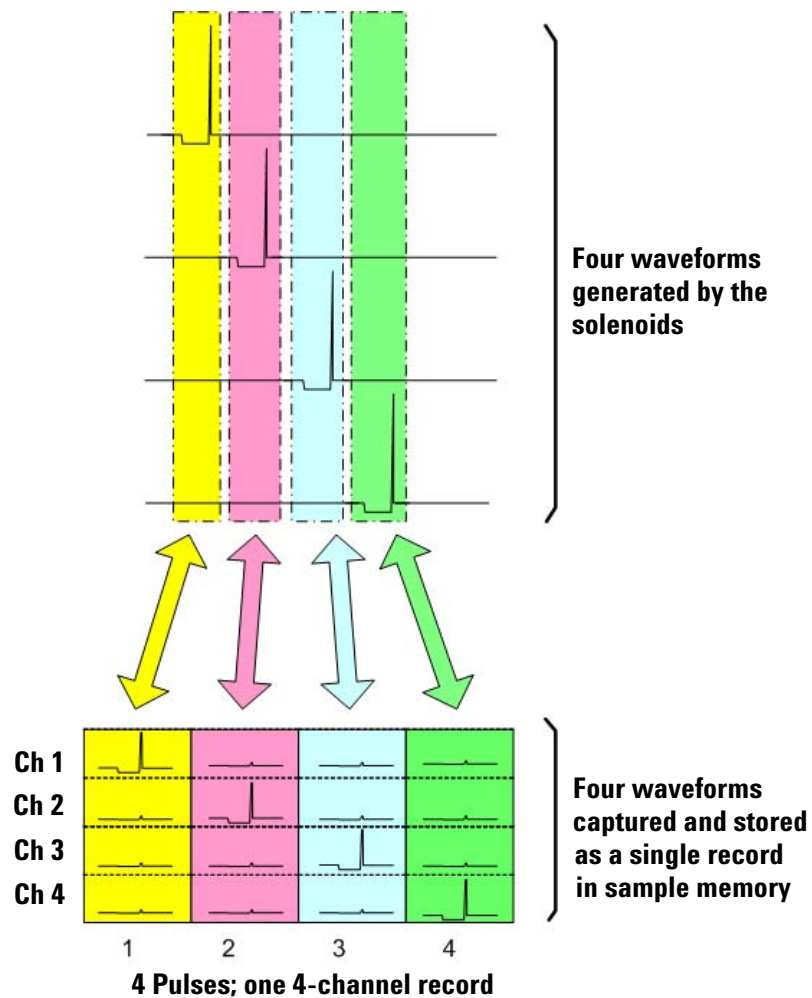 Four waveforms
generated by the
solenoids
Ch 1
Ch 2
Ch 3
Ch 4
Four waveforms
captured and stored
as a single record
in sample memory
1 2 3 4
4 Pulses; one 4-channel record